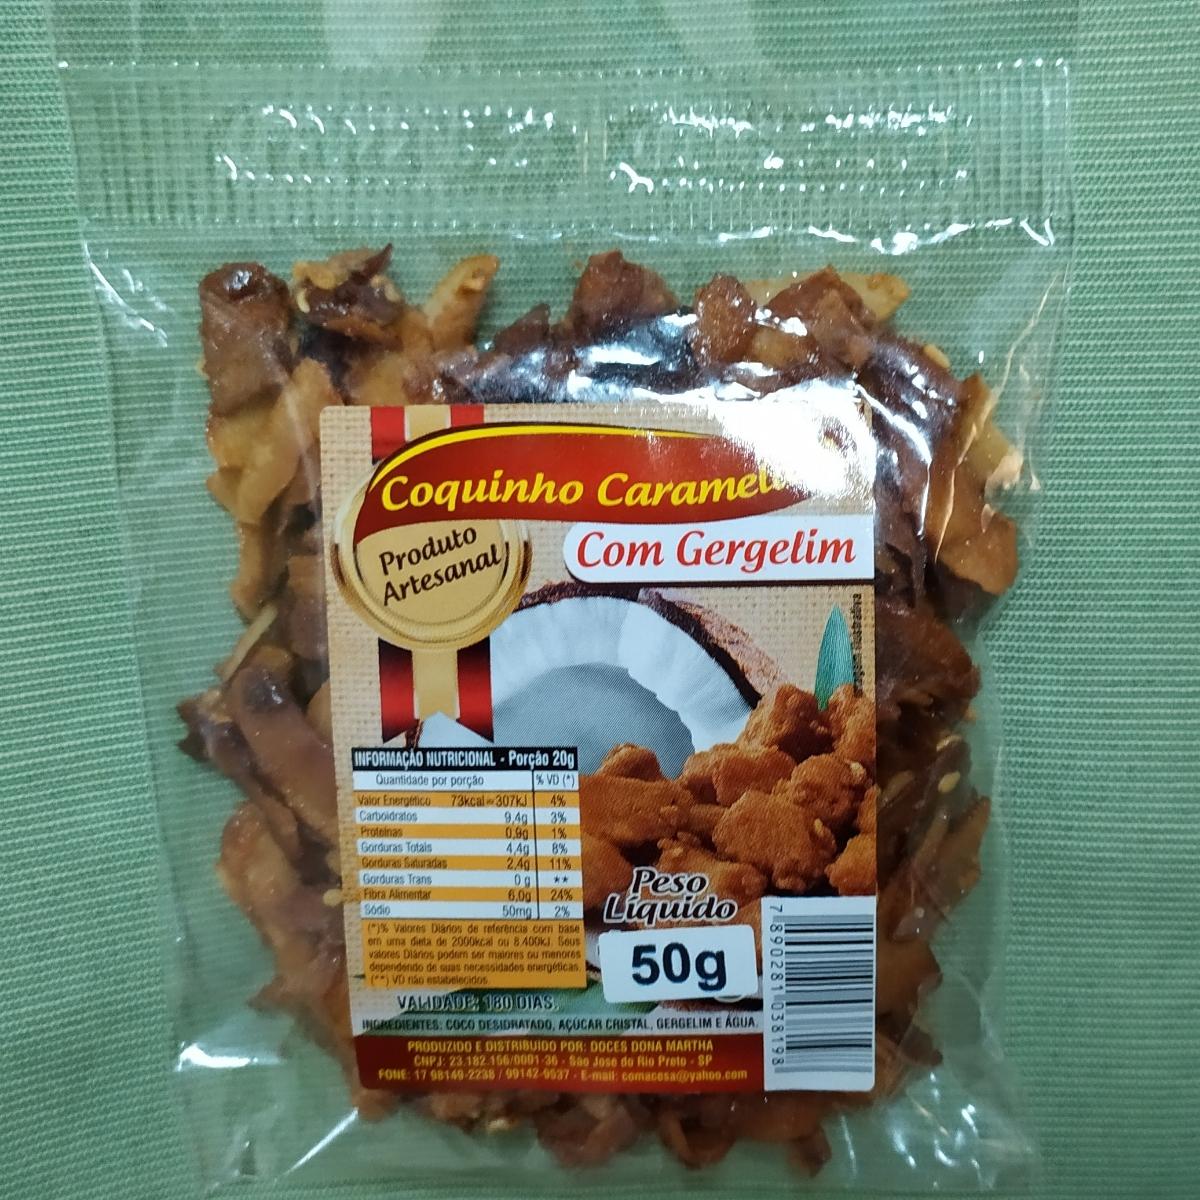 Coquinho
Com Gergelim
Produto
Artesanal
INFORMAÇÃO NUTRICIONAL - Porção 20g
Quantidade por porção % VD (*)
Valor Energético 73kcal=307kJ 4%
Carboidratos 9,4g 3%
Proteínas 0,9g 1%
Gorduras Totais 4,4g 8%
Gorduras Saturadas 2,4g 11%
Gorduras Trans 0 g **
Fibra Alimentar 6,0g 24%
Sódio 50mg 2%
(*)% Valores Diários de referência com base
em uma dieta de 2000kcal ou 8.400kJ. Seus
valores Diários podem ser maiores ou menores
dependendo de suas necessidades energéticas.
(**) VD não estabelecidos.
Peso
Líquido
50g
VALIDADE: 180 DIAS.
INGREDIENTES: COCO DESIDRATADO, AÇÚCAR CRISTAL, GERGELIM E ÁGUA.
PRODUZIDO E DISTRIBUIDO POR: DOCES DONA MARTHA
CNPJ: 23.182.156/0001-36 - São Jose do Rio Preto - SP
FONE: 17 98149-2238 / 99142-9537 - E-mail: comacesa@yahoo.com
7 890281 038198